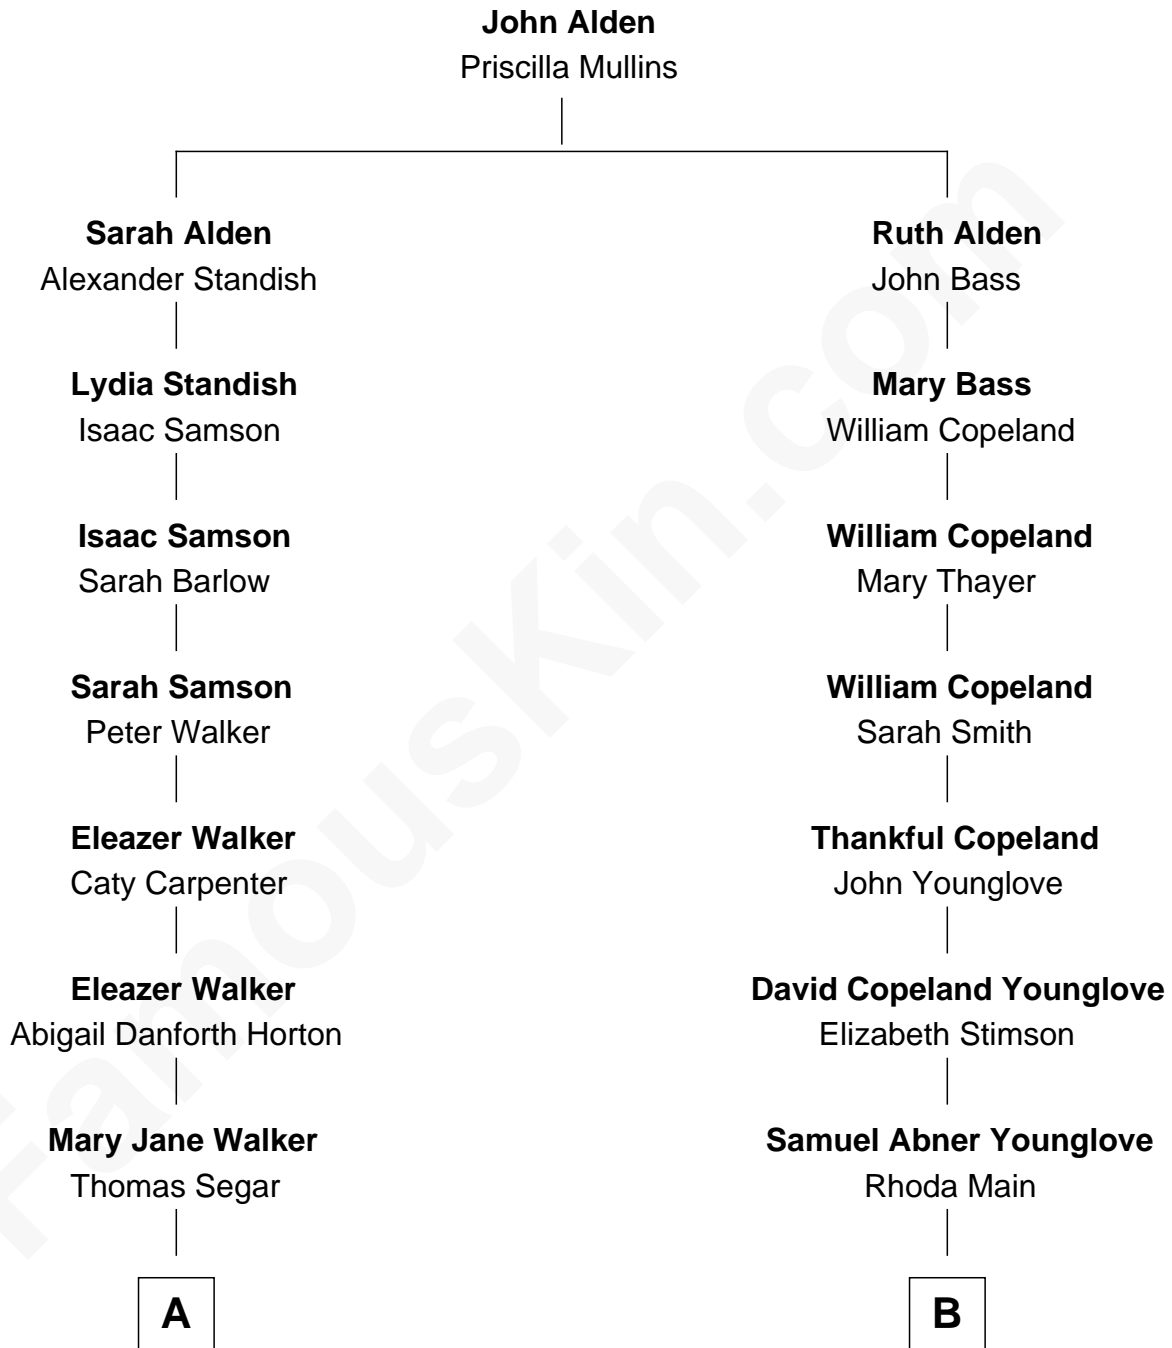 John Alden
Priscilla Mullins
Sarah Alden
Alexander Standish
Ruth Alden
John Bass
Lydia Standish
Isaac Samson
Mary Bass
William Copeland
Isaac Samson
Sarah Barlow
William Copeland
Mary Thayer
Sarah Samson
Peter Walker
William Copeland
Sarah Smith
Eleazer Walker
Caty Carpenter
Thankful Copeland
John Younglove
Eleazer Walker
Abigail Danforth Horton
David Copeland Younglove
Elizabeth Stimson
Mary Jane Walker
Thomas Segar
Samuel Abner Younglove
Rhoda Main
A
B
FamousKin.com